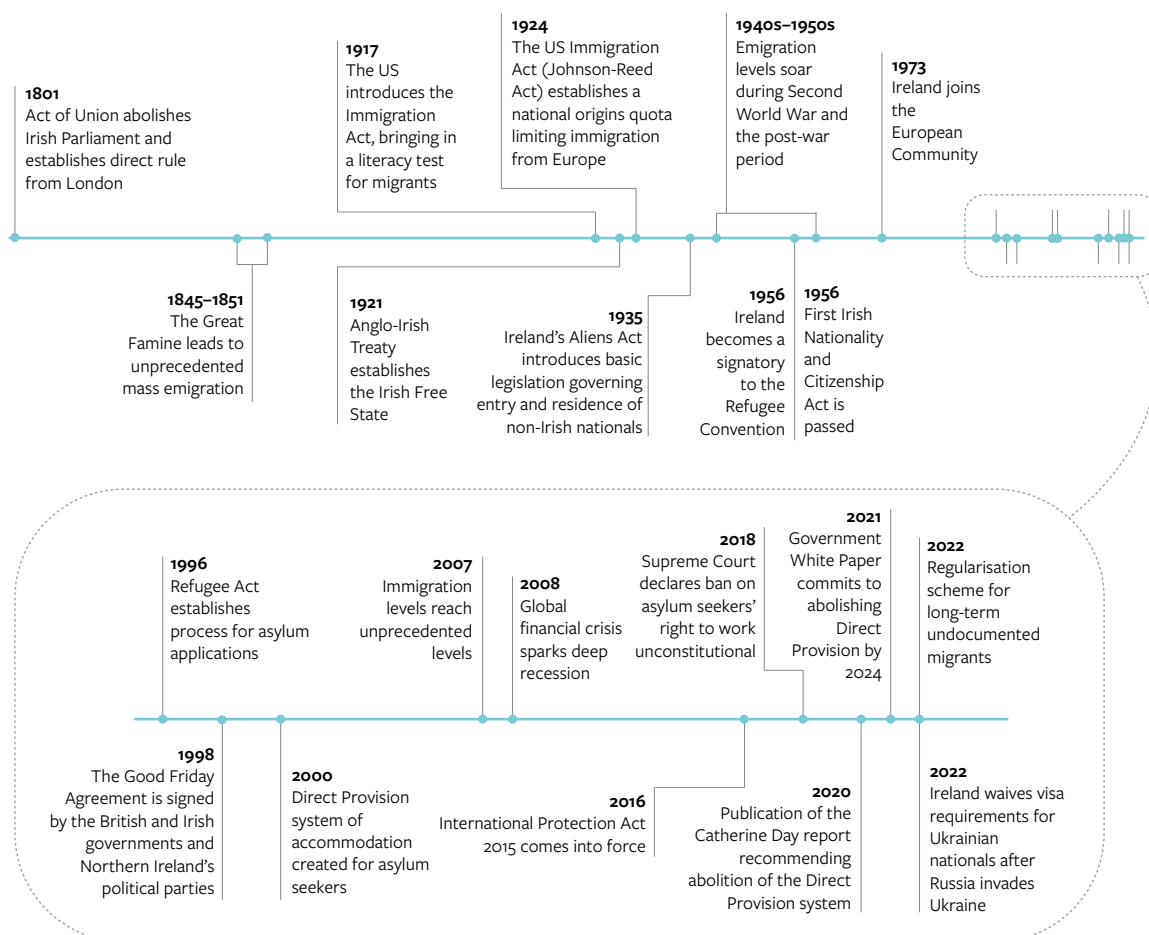 1801
Act of Union abolishes
Irish Parliament and
establishes direct rule
from London
1845–1851
The Great
Famine leads to
unprecedented
mass emigration
1917
The US
introduces the
Immigration
Act, bringing in
a literacy test
for migrants
1921
Anglo-Irish
Treaty
establishes
the Irish Free
State
1924
The US Immigration
Act (Johnson-Reed
Act) establishes a
national origins quota
limiting immigration
from Europe
1935
Ireland’s Aliens Act
introduces basic
legislation governing
entry and residence of
non-Irish nationals
1940s–1950s
Emigration
levels soar
during Second
World War and
the post-war
period
1956
Ireland
becomes a
signatory
to the
Refugee
Convention
1956
First Irish
Nationality
and
Citizenship
Act is
passed
1973
Ireland joins
the
European
Community
1996
Refugee Act
establishes
process for asylum
applications
1998
The Good Friday
Agreement is signed
by the British and Irish
governments and
Northern Ireland’s
political parties
2000
Direct Provision
system of
accommodation
created for asylum
seekers
2007
Immigration
levels reach
unprecedented
levels
2008
Global
financial crisis
sparks deep
recession
2016
International Protection Act
2015 comes into force
2018
Supreme Court
declares ban on
asylum seekers’
right to work
unconstitutional
2020
Publication of the
Catherine Day report
recommending
abolition of the Direct
Provision system
2021
Government
White Paper
commits to
abolishing
Direct
Provision by
2024
2022
Regularisation
scheme for
long-term
undocumented
migrants
2022
Ireland waives visa
requirements for
Ukrainian
nationals after
Russia invades
Ukraine